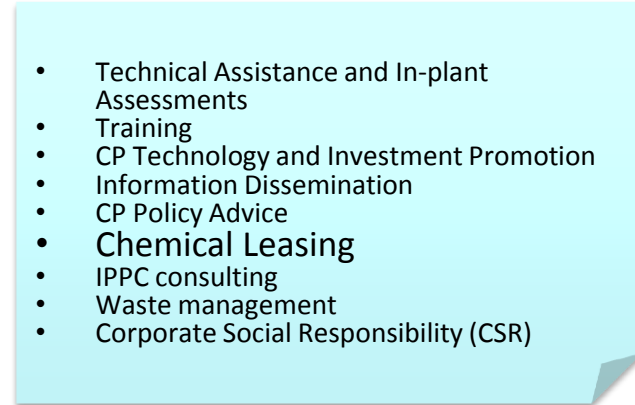 • Technical Assistance and In-plant
Assessments
• Training
• CP Technology and Investment Promotion
• Information Dissemination
• CP Policy Advice
• Chemical Leasing
• IPPC consulting
• Waste management
• Corporate Social Responsibility (CSR)